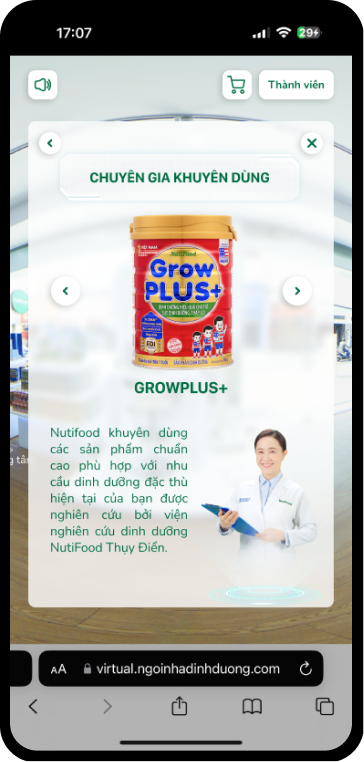 17:07
29
Thành viên
CHUYÊN GIA KHUYÊN DÙNG
NutiFood
Grow
PLUS+
EDI
GROWPLUS+
Nutifood khuyên dùng
các sản phẩm chuẩn
cao phù hợp với nhu
cầu dinh dưỡng đặc thù
hiện tại của bạn được
nghiên cứu bởi viện
nghiên cứu dinh dưỡng
NutiFood Thụy Điển.
NutiFood
AA virtual.ngoinhadinhduong.com